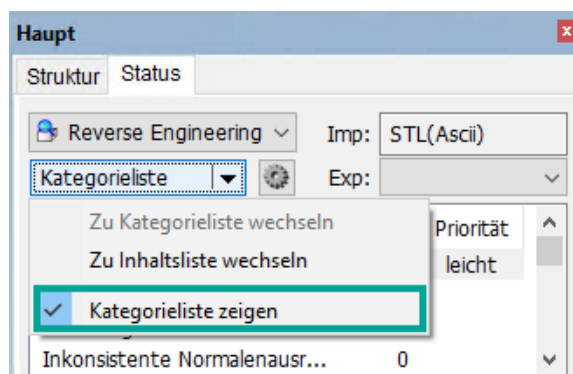 Haupt
x
Struktur Status
Reverse Engineering Imp: STL(Ascii)
Kategorieliste Exp:
Zu Kategorieliste wechseln
Priorität
Zu Inhaltsliste wechseln
leicht
Kategorieliste zeigen
Inkonsistente Normalenausr... 0